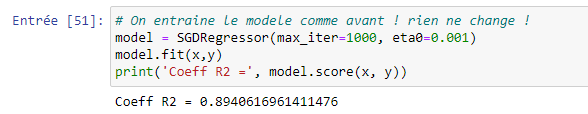 Entrée [51]: # On entraine le modele comme avant ! rien ne change !
model = SGDRegressor(max_iter=1000, eta0=0.001)
model.fit(x,y)
print('Coeff R2 =', model.score(x, y))
Coeff R2 = 0.8940616961411476